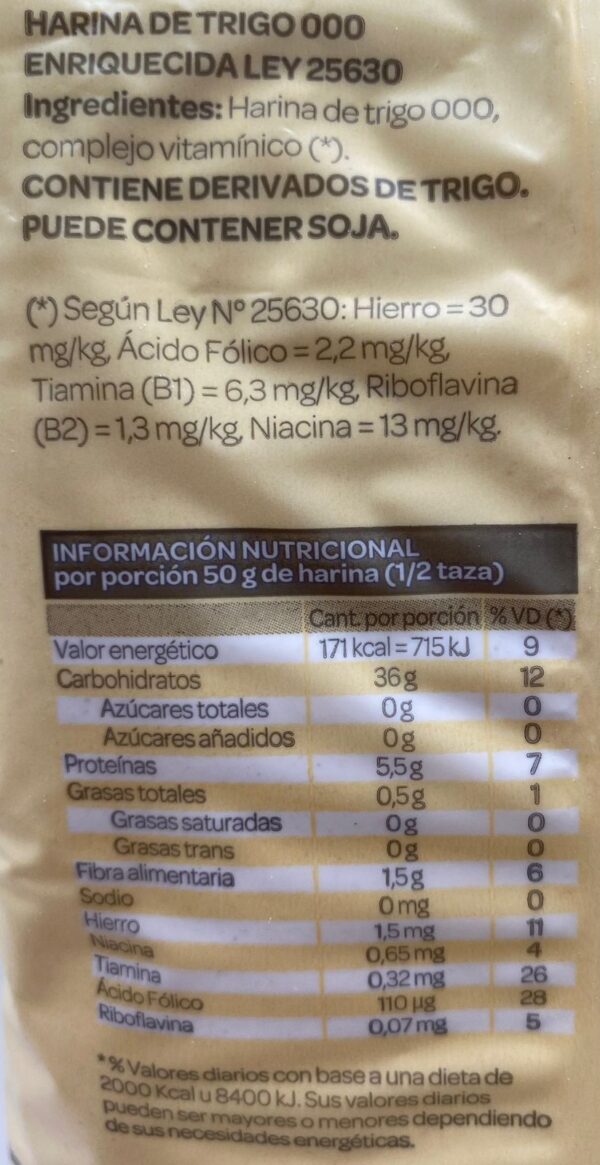 HARINA DE TRIGO 000
ENRIQUECIDA LEY 25630
Ingredientes: Harina de trigo 000,
complejo vitamínico (*).
CONTIENE DERIVADOS DE TRIGO.
PUEDE CONTENER SOJA.
(*) Según Ley Nº 25630: Hierro = 30
mg/kg, Ácido Fólico = 2,2 mg/kg,
Tiamina (B1) = 6,3 mg/kg, Riboflavina
(B2) = 1,3 mg/kg, Niacina = 13 mg/kg.
INFORMACIÓN NUTRICIONAL
por porción 50 g de harina (1/2 taza)
Cant. por porción % VD (*)
Valor energético 171 kcal = 715 kJ 9
Carbohidratos 36 g 12
Azúcares totales 0 g 0
Azúcares añadidos 0 g 0
Proteínas 5,5 g 7
Grasas totales 0,5 g 1
Grasas saturadas 0 g 0
Grasas trans 0 g 0
Fibra alimentaria 1,5 g 6
Sodio 0 mg 0
Hierro 1,5 mg 11
Niacina 0,65 mg 4
Tiamina 0,32 mg 26
Ácido Fólico 110 µg 28
Riboflavina 0,07 mg 5
*% Valores diarios con base a una dieta de
2000 Kcal u 8400 kJ. Sus valores diarios
pueden ser mayores o menores dependiendo
de sus necesidades energéticas.